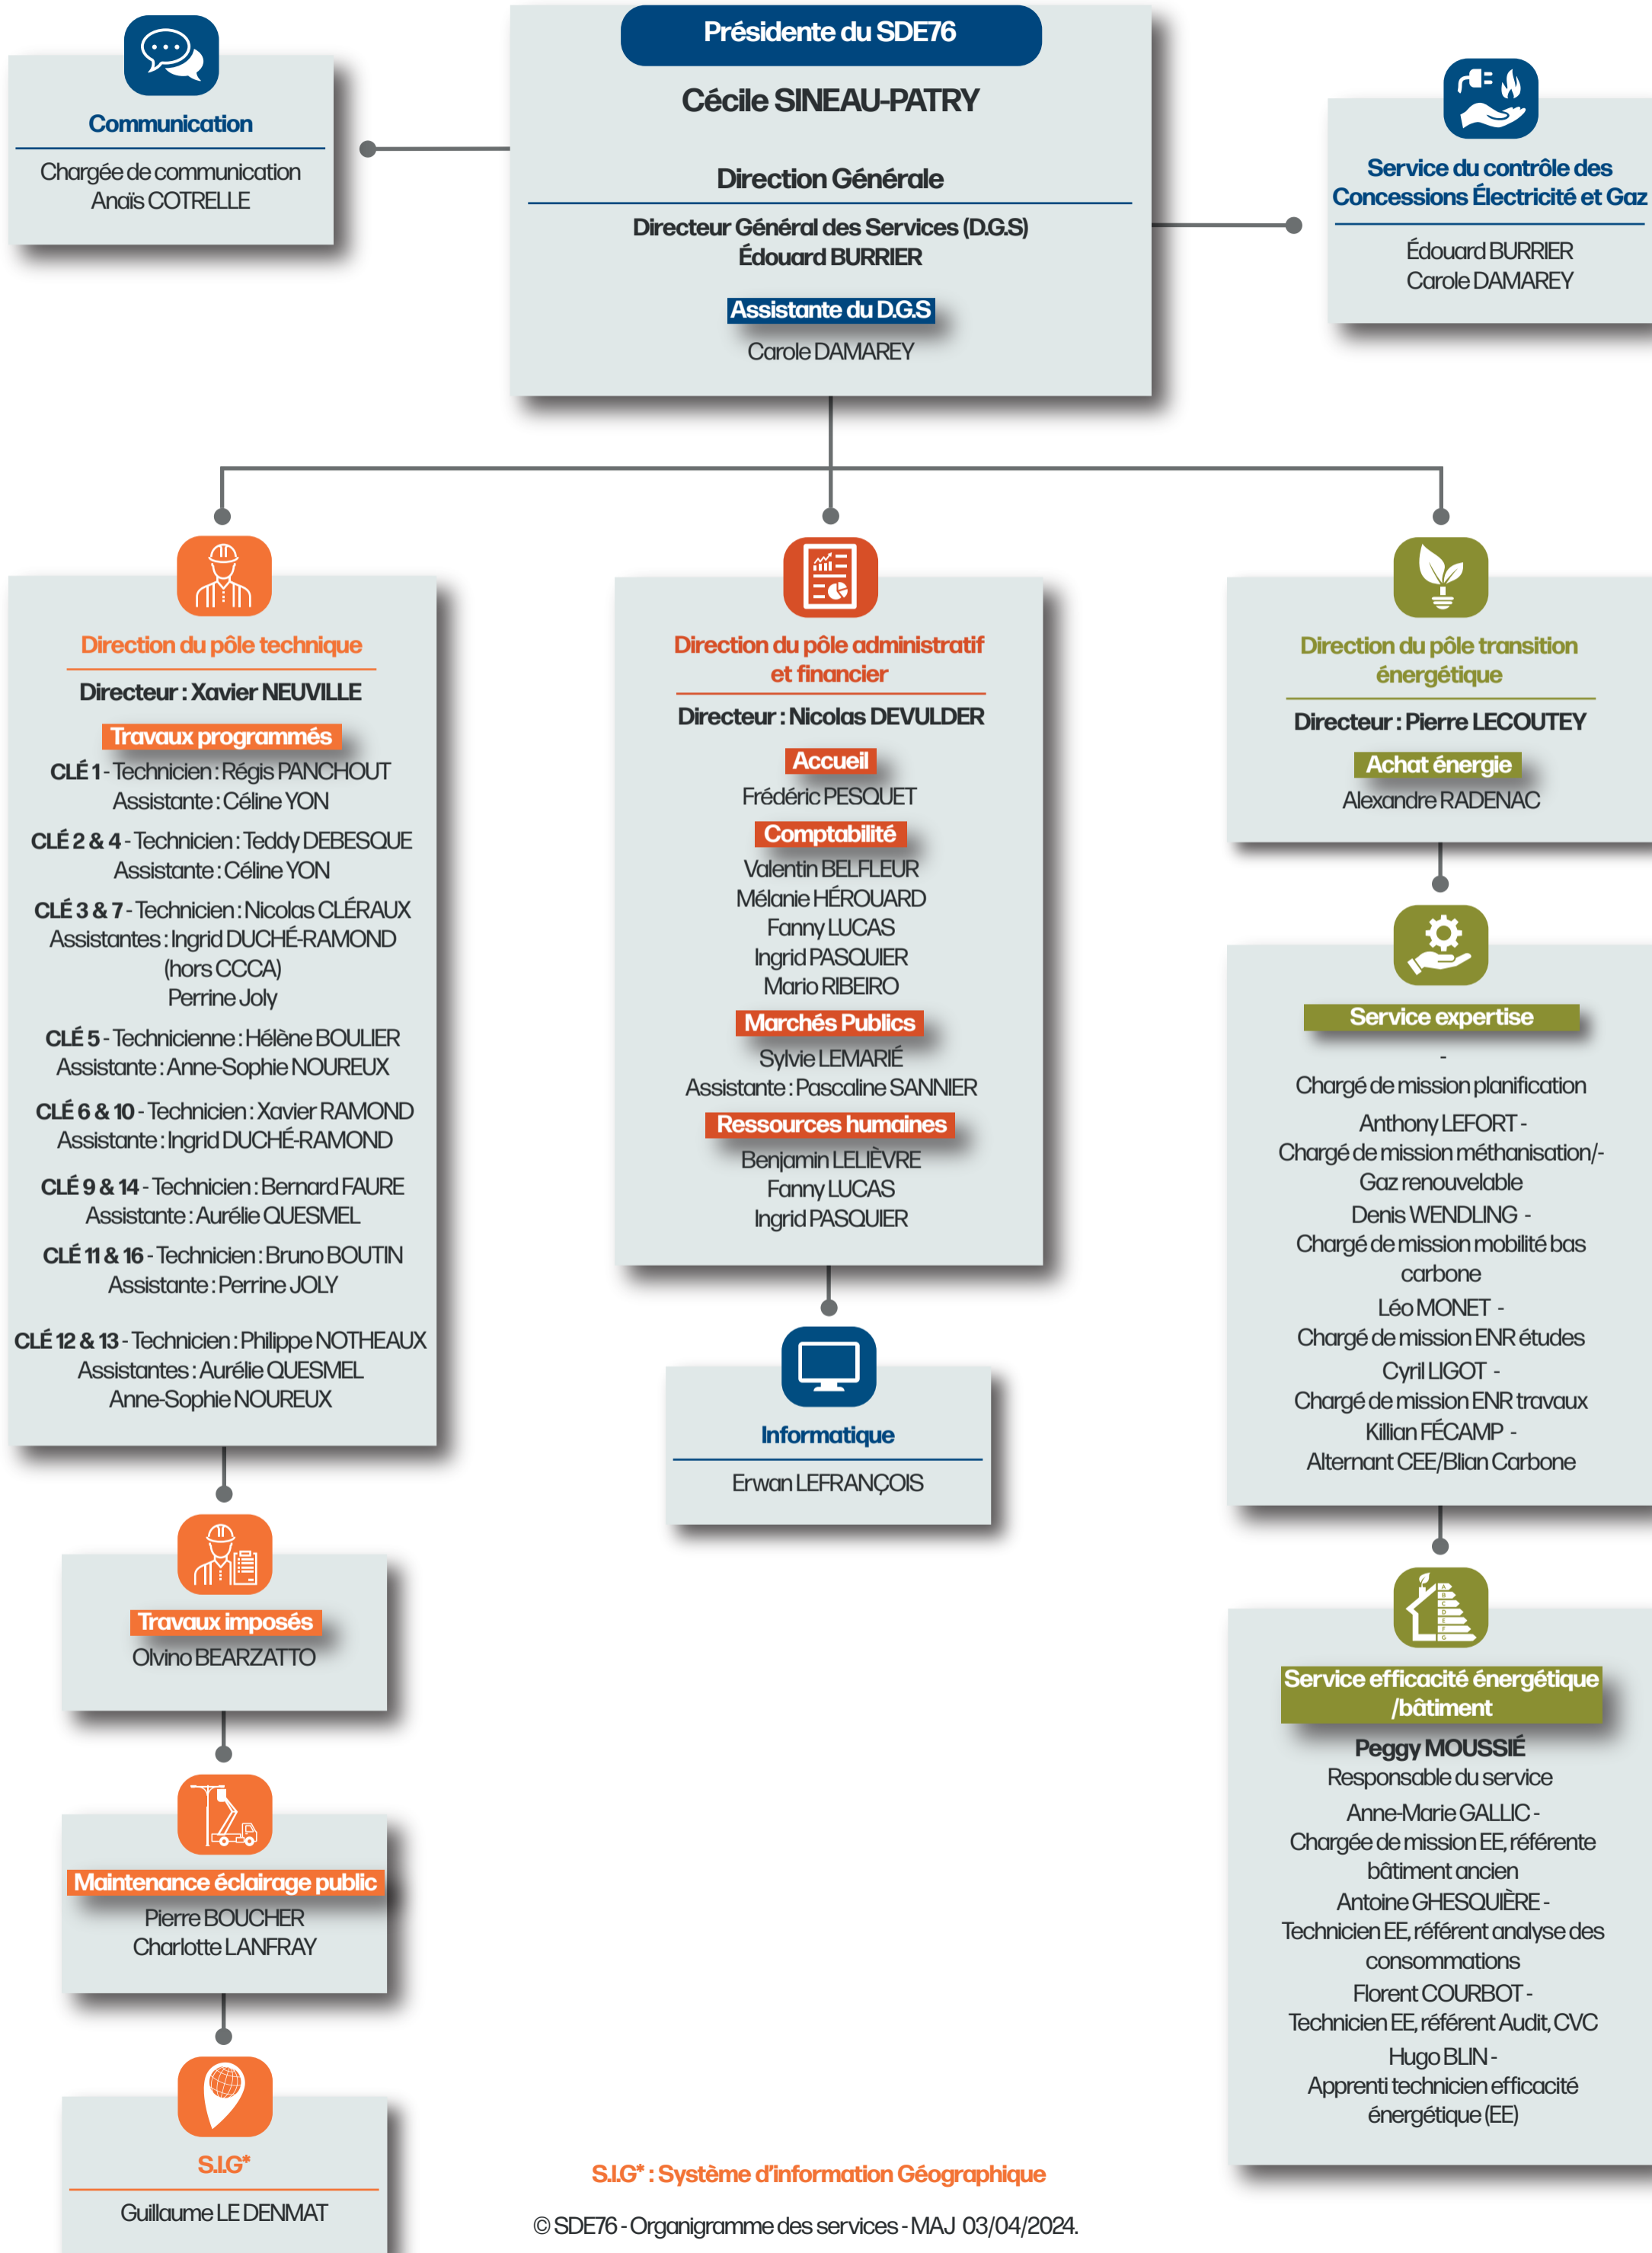 Présidente du SDE76
Cécile SINEAU-PATRY
Direction Générale
Directeur Général des Services (D.G.S)
Édouard BURRIER
Assistante du D.G.S
Carole DAMAREY
Communication
Chargée de communication
Anaïs COTRELLE
Service du contrôle des
Concessions Électricité et Gaz
Édouard BURRIER
Carole DAMAREY
Direction du pôle technique
Directeur : Xavier NEUVILLE
Travaux programmés
CLÉ 1 - Technicien : Régis PANCHOUT
Assistante : Céline YON
CLÉ 2 & 4 - Technicien : Teddy DEBESQUE
Assistante : Céline YON
CLÉ 3 & 7 - Technicien : Nicolas CLÉRAUX
Assistantes : Ingrid DUCHÉ-RAMOND
(hors CCCA)
Perrine Joly
CLÉ 5 - Technicienne : Hélène BOULIER
Assistante : Anne-Sophie NOUREUX
CLÉ 6 & 10 - Technicien : Xavier RAMOND
Assistante : Ingrid DUCHÉ-RAMOND
CLÉ 9 & 14 - Technicien : Bernard FAURE
Assistante : Aurélie QUESMEL
CLÉ 11 & 16 - Technicien : Bruno BOUTIN
Assistante : Perrine JOLY
CLÉ 12 & 13 - Technicien : Philippe NOTHEAUX
Assistantes : Aurélie QUESMEL
Anne-Sophie NOUREUX
Travaux imposés
Olvino BEARZATTO
Maintenance éclairage public
Pierre BOUCHER
Charlotte LANFRAY
S.I.G*
Guillaume LE DENMAT
Direction du pôle administratif
et financier
Directeur : Nicolas DEVULDER
Accueil
Frédéric PESQUET
Comptabilité
Valentin BELFLEUR
Mélanie HÉROUARD
Fanny LUCAS
Ingrid PASQUIER
Mario RIBEIRO
Marchés Publics
Sylvie LEMARIÉ
Assistante : Pascaline SANNIER
Ressources humaines
Benjamin LELIÈVRE
Fanny LUCAS
Ingrid PASQUIER
Informatique
Erwan LEFRANÇOIS
Direction du pôle transition
énergétique
Directeur : Pierre LECOUTEY
Achat énergie
Alexandre RADENAC
Service expertise
-
Chargé de mission planification
Anthony LEFORT -
Chargé de mission méthanisation/-
Gaz renouvelable
Denis WENDLING -
Chargé de mission mobilité bas
carbone
Léo MONET -
Chargé de mission ENR études
Cyril LIGOT -
Chargé de mission ENR travaux
Killian FÉCAMP -
Alternant CEE/Blian Carbone
A
B
C
D
E
F
G
Service efficacité énergétique
/bâtiment
Peggy MOUSSIÉ
Responsable du service
Anne-Marie GALLIC -
Chargée de mission EE, référente
bâtiment ancien
Antoine GHESQUIÈRE -
Technicien EE, référent analyse des
consommations
Florent COURBOT -
Technicien EE, référent Audit, CVC
Hugo BLIN -
Apprenti technicien efficacité
énergétique (EE)
S.I.G* : Système d'information Géographique
© SDE76 - Organigramme des services - MAJ 03/04/2024.